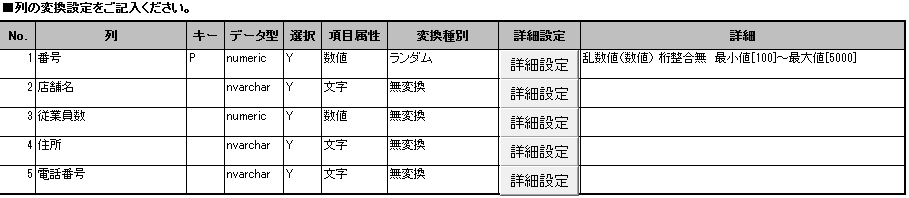 ■列の変換設定をご記入ください。
No. 列 キー データ型 選択 項目属性 変換種別 詳細設定 詳細
1 番号 P numeric Y 数値 ランダム 詳細設定 乱数値(数値) 桁整合無 最小値[100]～最大値[5000]
2 店舗名 nvarchar Y 文字 無変換 詳細設定
3 従業員数 numeric Y 数値 無変換 詳細設定
4 住所 nvarchar Y 文字 無変換 詳細設定
5 電話番号 nvarchar Y 文字 無変換 詳細設定